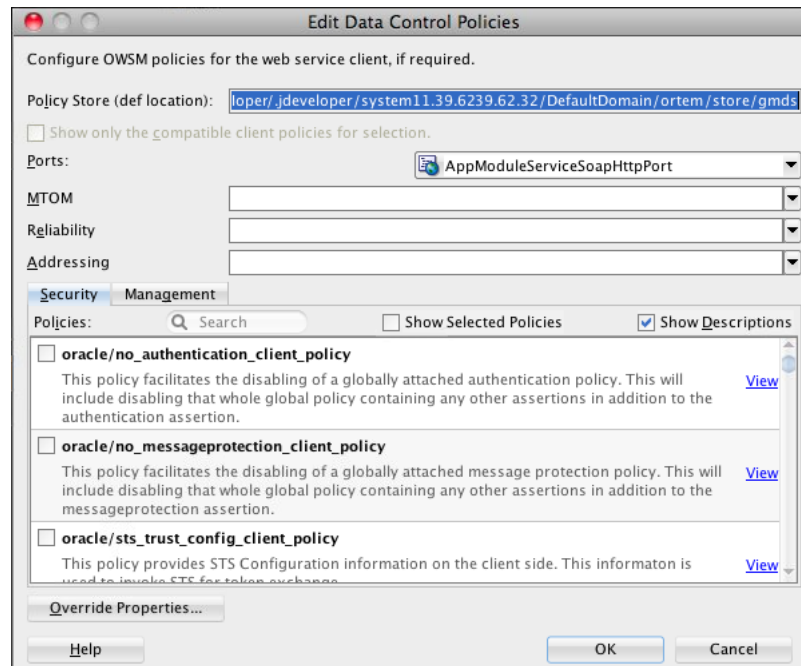 Edit Data Control Policies
Configure OWSM policies for the web service client, if required.
Policy Store (def location): loper/.jdeveloper/system11.39.6239.62.32/DefaultDomain/ortem/store/gmds
Show only the compatible client policies for selection.
Ports: AppModuleServiceSoapHttpPort
MTOM
Reliability
Addressing
Security Management
Policies: Search Show Selected Policies Show Descriptions
oracle/no_authentication_client_policy
This policy facilitates the disabling of a globally attached authentication policy. This will View
include disabling that whole global policy containing any other assertions in addition to the
authentication assertion.
oracle/no_messageprotection_client_policy
This policy facilitates the disabling of a globally attached message protection policy. This will View
include disabling that whole global policy containing any other assertions in addition to the
messageprotection assertion.
oracle/sts_trust_config_client_policy
This policy provides STS Configuration information on the client side. This informaton is View
used to invoke STS for token exchange.
Override Properties...
Help OK Cancel